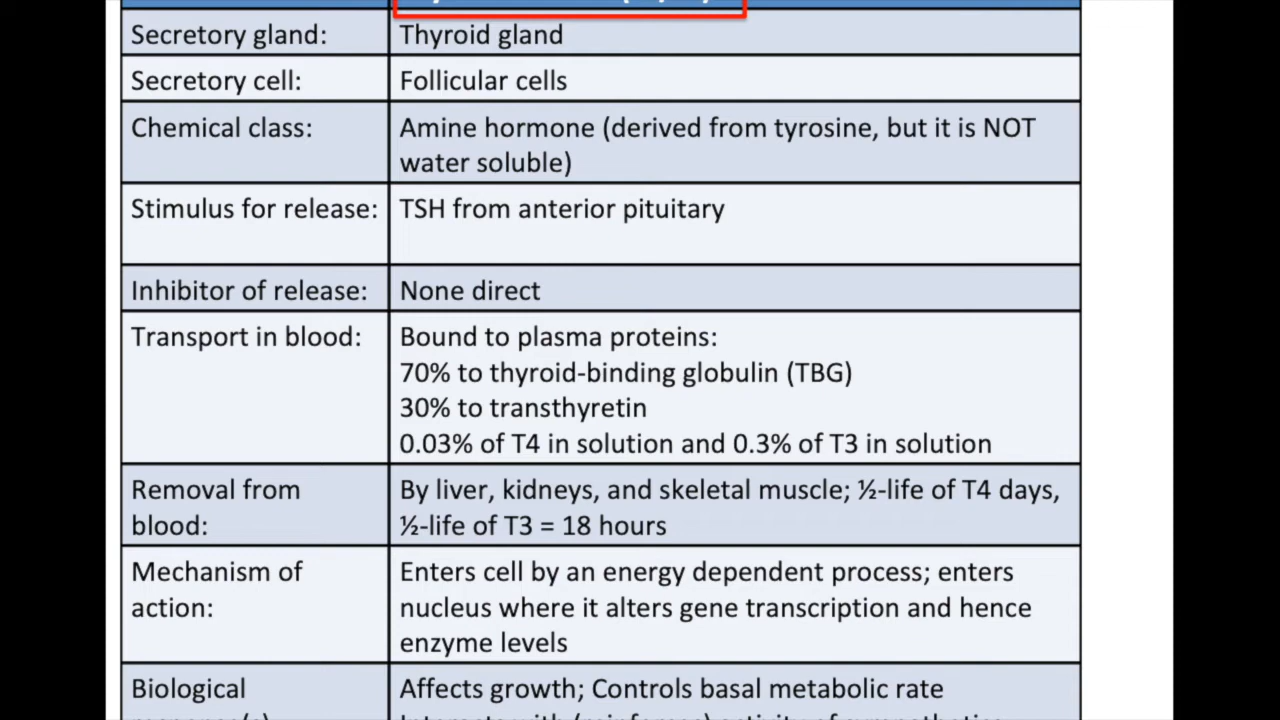 Secretory gland: Thyroid gland
Secretory cell: Follicular cells
Chemical class: Amine hormone (derived from tyrosine, but it is NOT
water soluble)
Stimulus for release: TSH from anterior pituitary
Inhibitor of release: None direct
Transport in blood: Bound to plasma proteins:
70% to thyroid-binding globulin (TBG)
30% to transthyretin
0.03% of T4 in solution and 0.3% of T3 in solution
Removal from By liver, kidneys, and skeletal muscle; ½-life of T4 days,
blood: ½-life of T3 = 18 hours
Mechanism of Enters cell by an energy dependent process; enters
action: nucleus where it alters gene transcription and hence
enzyme levels
Biological Affects growth; Controls basal metabolic rate